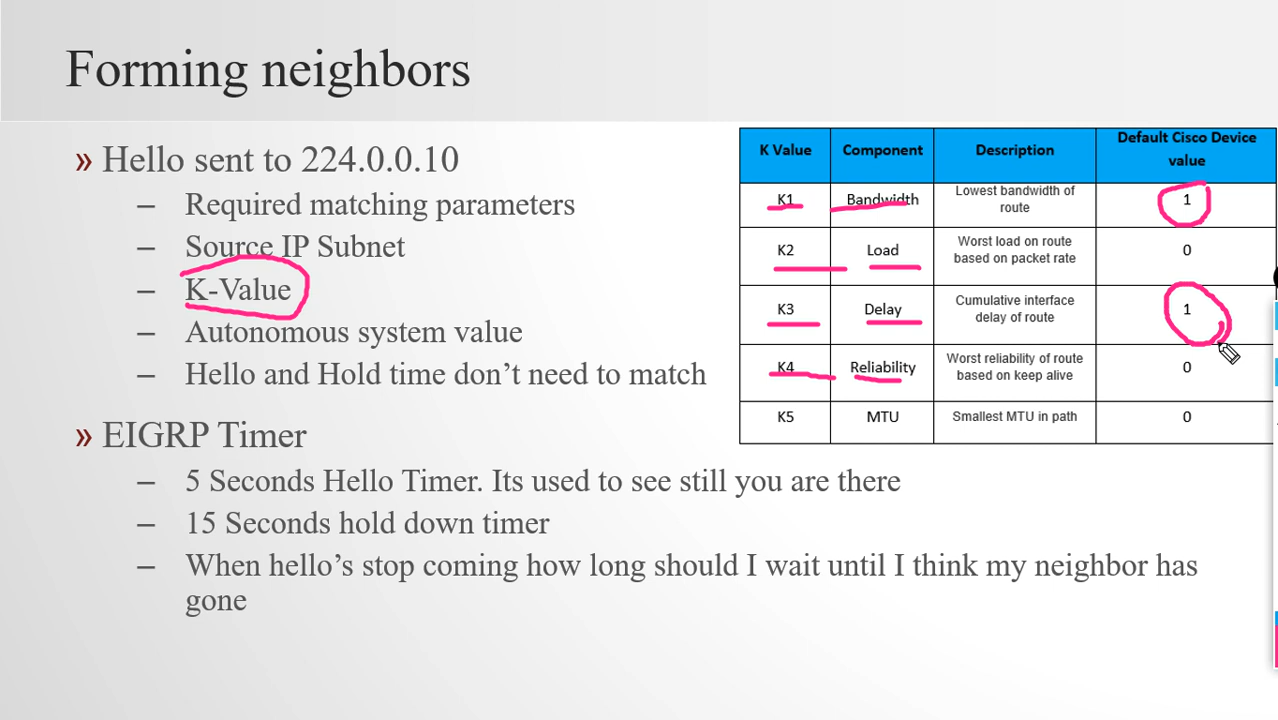 Forming neighbors
» Hello sent to 224.0.0.10
– Required matching parameters
– Source IP Subnet
– K-Value
– Autonomous system value
– Hello and Hold time don’t need to match
» EIGRP Timer
– 5 Seconds Hello Timer. Its used to see still you are there
– 15 Seconds hold down timer
– When hello’s stop coming how long should I wait until I think my neighbor has
gone
K Value Component Description Default Cisco Device
value
K1 Bandwidth Lowest bandwidth of
route 1
K2 Load Worst load on route
based on packet rate 0
K3 Delay Cumulative interface
delay of route 1
K4 Reliability Worst reliability of route
based on keep alive 0
K5 MTU Smallest MTU in path 0